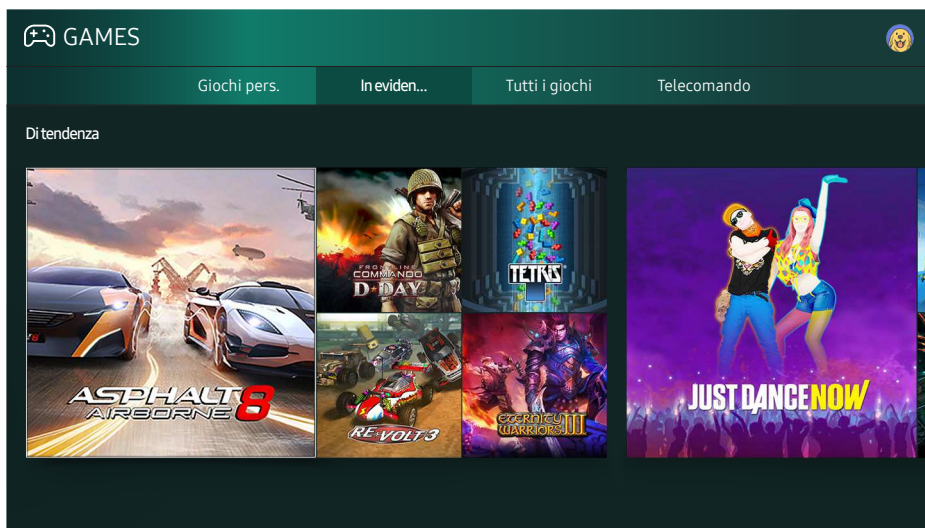 GAMES
Giochi pers.
In eviden...
Tutti i giochi
Telecomando
Di tendenza
ASPHALT 8
AIRBORNE
FRONTLINE
COMMANDO
D★DAY
TETRIS
RE-VOLT 3
ETERNITY
WARRIORS III
JUST DANCE NOW